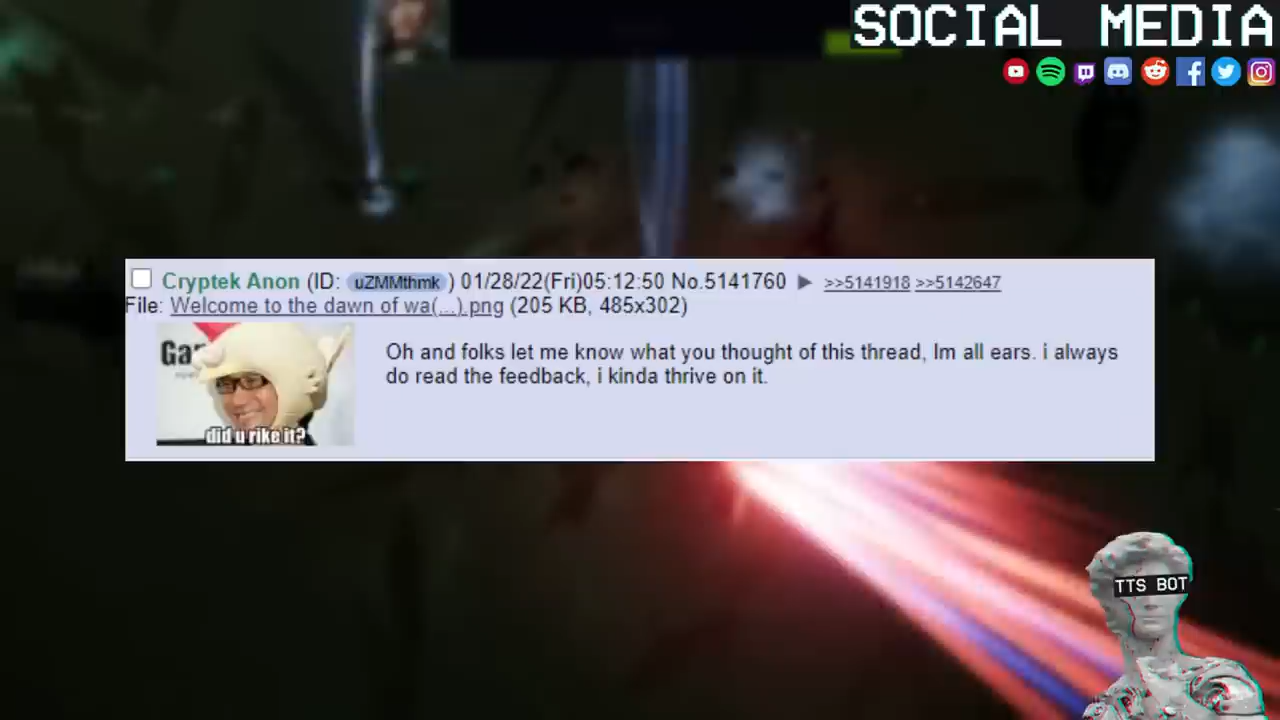 SOCIAL MEDIA
Cryptek Anon (ID: uZMMthmk) 01/28/22(Fri)05:12:50 No.5141760 ▶ >>5141918 >>5142647
File: Welcome to the dawn of wa(...).png (205 KB, 485x302)
Oh and folks let me know what you thought of this thread, Im all ears. i always
do read the feedback, i kinda thrive on it.
did u rike it?
TTS BOT